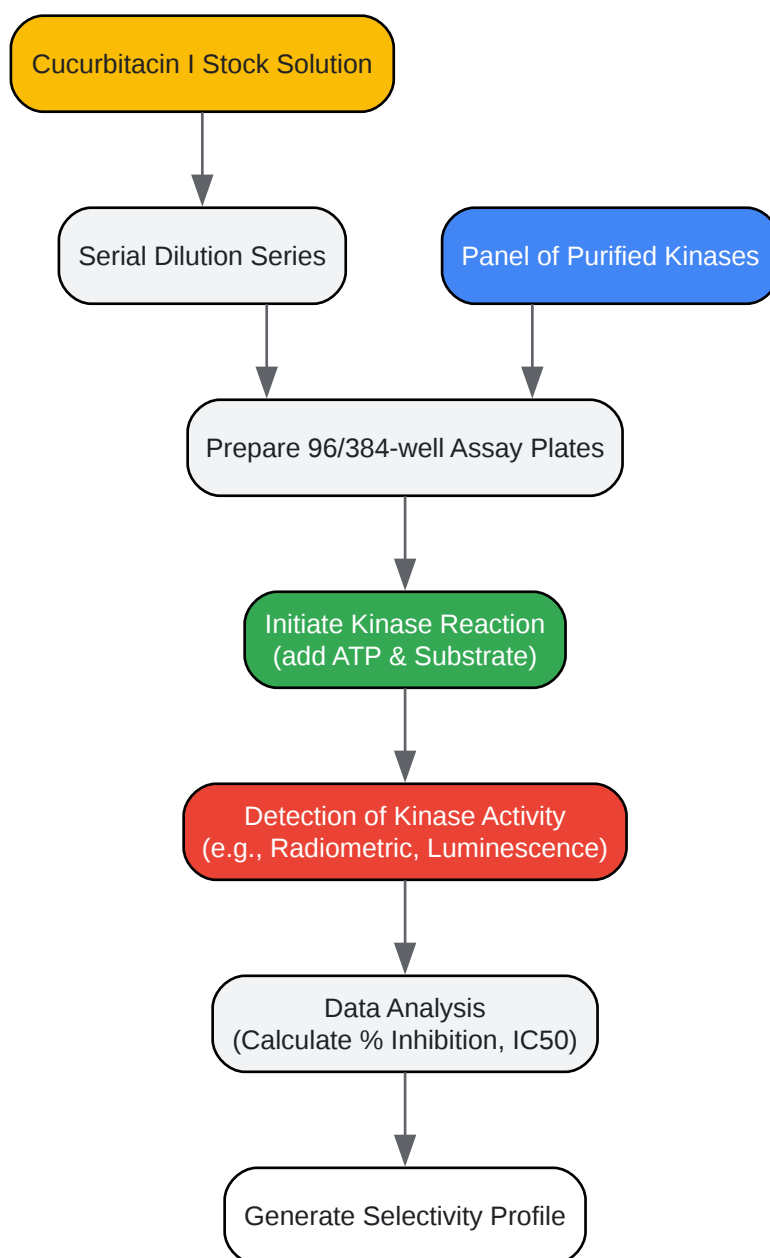 Cucurbitacin I Stock Solution
Serial Dilution Series
Panel of Purified Kinases
Prepare 96/384-well Assay Plates
Initiate Kinase Reaction
(add ATP & Substrate)
Detection of Kinase Activity
(e.g., Radiometric, Luminescence)
Data Analysis
(Calculate % Inhibition, IC50)
Generate Selectivity Profile